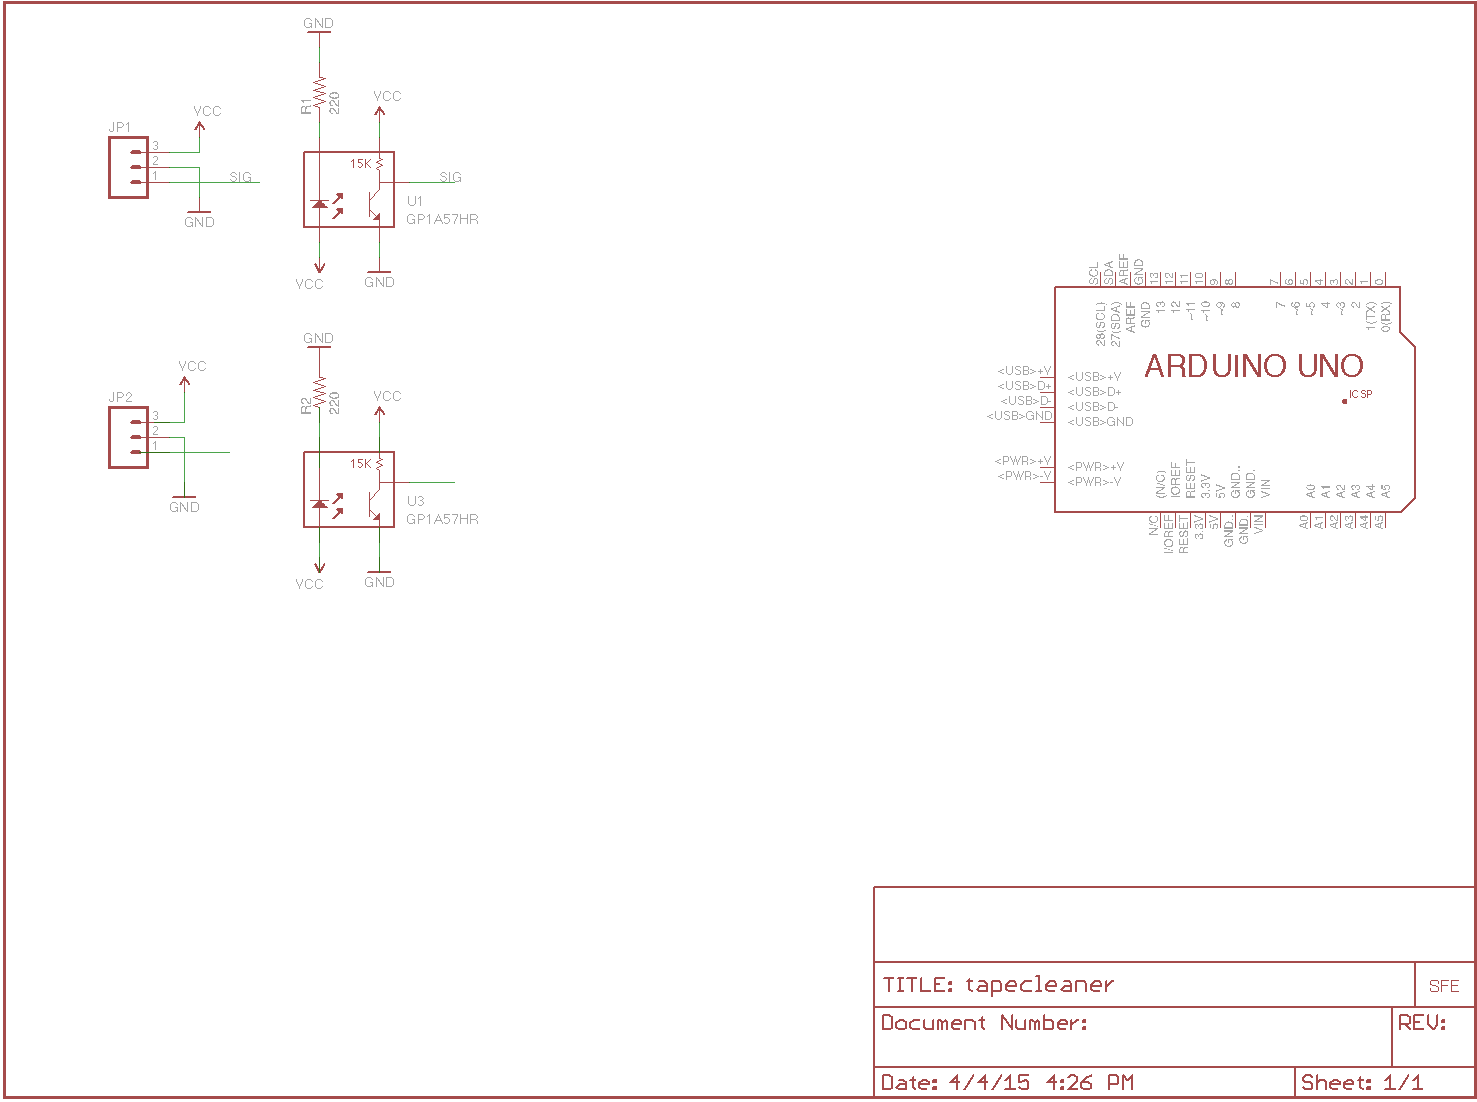 GND
R1
220
VCC
VCC
JP1
3
2
1
SIG
GND
15K
SIG
U1
GP1A57HR
VCC
GND
GND
R2
220
VCC
VCC
JP2
3
2
1
GND
15K
U3
GP1A57HR
VCC
GND
SCL
SDA
AREF
GND
13
12
11
10
9
8
7
6
5
4
3
2
1
0
28(SCL)
27(SDA)
AREF
GND
13
12
~11
~10
~9
8
7
~6
~5
4
~3
2
1(TX)
0(RX)
ARDUINO UNO
ICSP
<USB>+V
<USB>D+
<USB>D-
<USB>GND
<USB>+V
<USB>D+
<USB>D-
<USB>GND
<PWR>+V
<PWR>-V
<PWR>+V
<PWR>-V
(N/C)
IOREF
RESET
3.3V
5V
GND..
GND.
VIN
A0
A1
A2
A3
A4
A5
N/C
I/OREF
RESET
3.3V
5V
GND..
GND.
VIN
A0
A1
A2
A3
A4
A5
TITLE: tapecleaner
SFE
Document Number:
REV:
Date: 4/4/15 4:26 PM
Sheet: 1/1